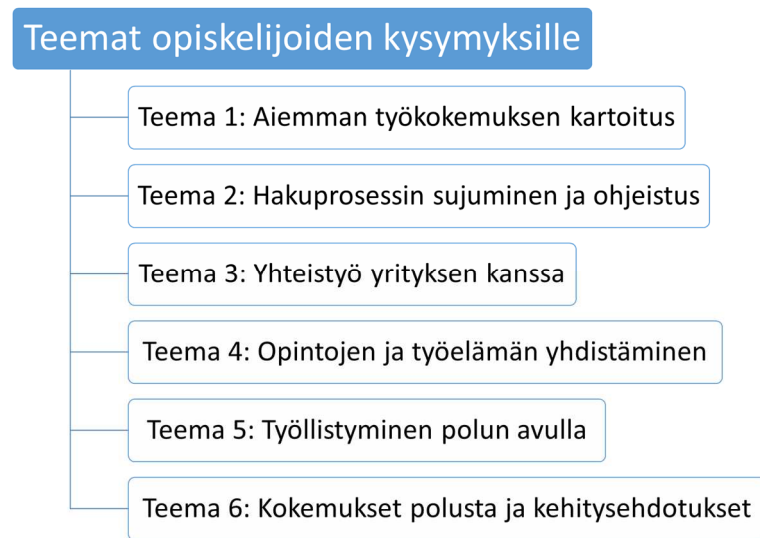 Teemat opiskelijoiden kysymyksille
Teema 1: Aiemman työkokemuksen kartoitus
Teema 2: Hakuprosessin sujuminen ja ohjeistus
Teema 3: Yhteistyö yrityksen kanssa
Teema 4: Opintojen ja työelämän yhdistäminen
Teema 5: Työllistyminen polun avulla
Teema 6: Kokemukset polusta ja kehitysehdotukset